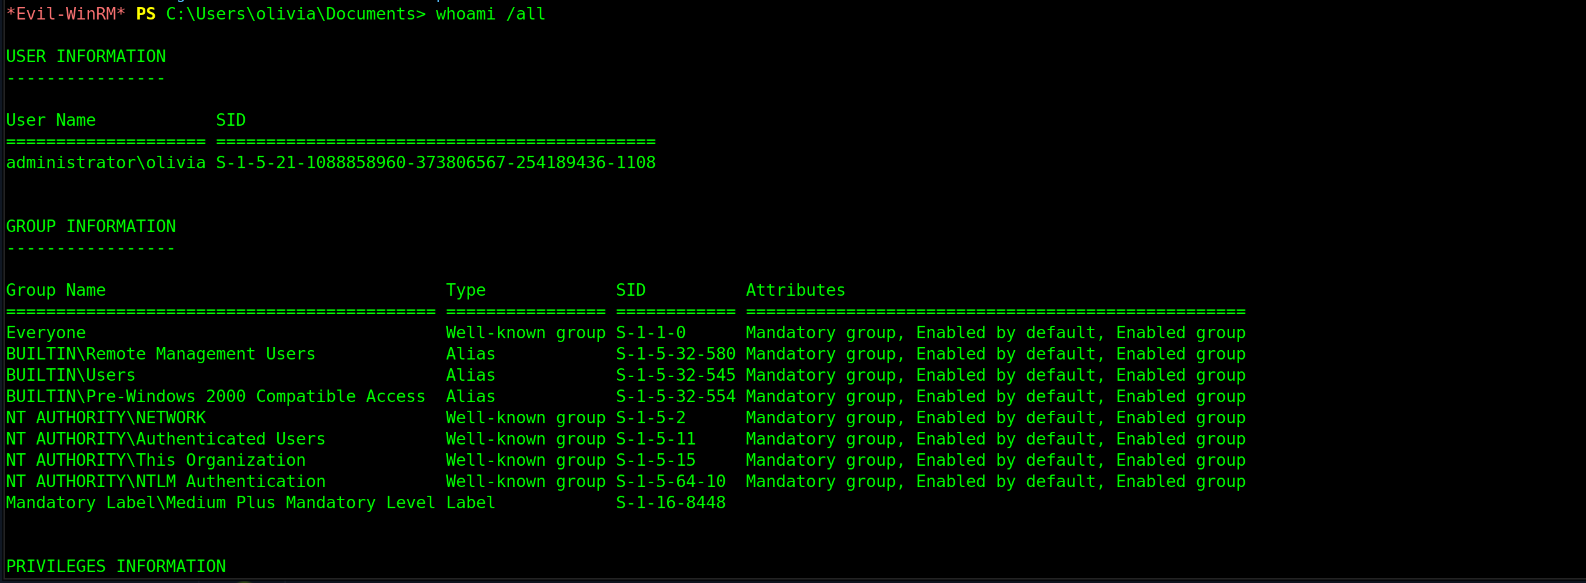 *Evil-WinRM* PS C:\Users\olivia\Documents> whoami /all
USER INFORMATION
----------------
User Name            SID
==================== ============================================
administrator\olivia S-1-5-21-1088858960-373806567-254189436-1108
GROUP INFORMATION
-----------------
Group Name                                  Type             SID          Attributes
=========================================== ================ ============ ==================================================
Everyone                                    Well-known group S-1-1-0      Mandatory group, Enabled by default, Enabled group
BUILTIN\Remote Management Users             Alias            S-1-5-32-580 Mandatory group, Enabled by default, Enabled group
BUILTIN\Users                               Alias            S-1-5-32-545 Mandatory group, Enabled by default, Enabled group
BUILTIN\Pre-Windows 2000 Compatible Access  Alias            S-1-5-32-554 Mandatory group, Enabled by default, Enabled group
NT AUTHORITY\NETWORK                        Well-known group S-1-5-2      Mandatory group, Enabled by default, Enabled group
NT AUTHORITY\Authenticated Users            Well-known group S-1-5-11     Mandatory group, Enabled by default, Enabled group
NT AUTHORITY\This Organization              Well-known group S-1-5-15     Mandatory group, Enabled by default, Enabled group
NT AUTHORITY\NTLM Authentication            Well-known group S-1-5-64-10  Mandatory group, Enabled by default, Enabled group
Mandatory Label\Medium Plus Mandatory Level Label            S-1-16-8448
PRIVILEGES INFORMATION